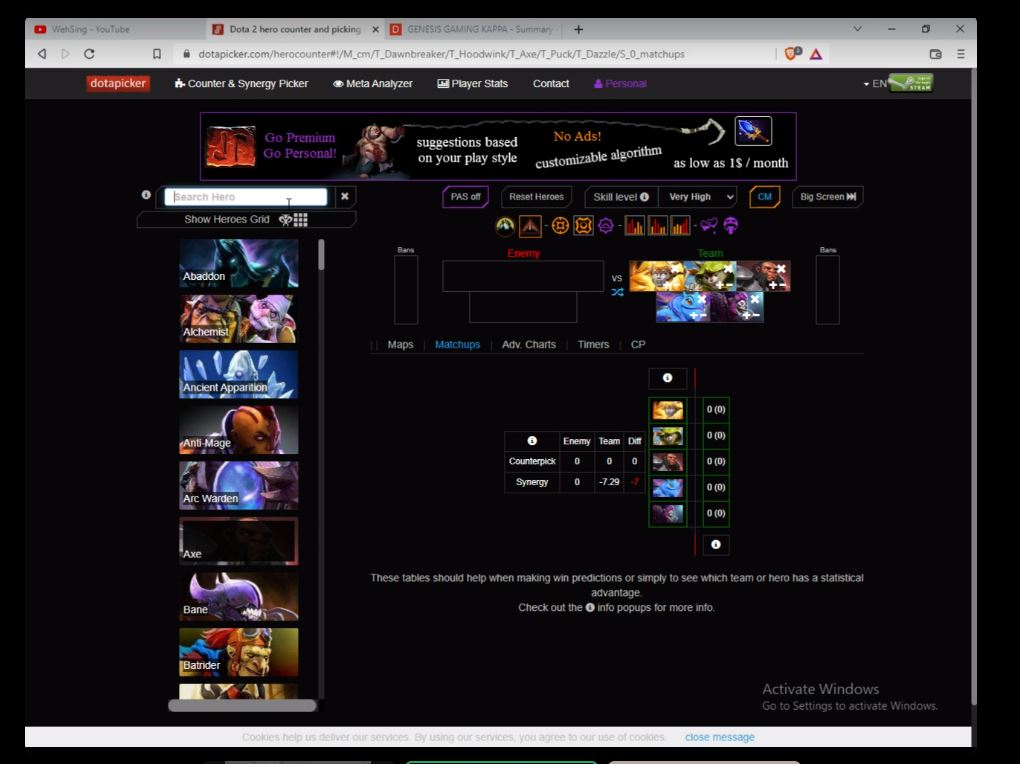 WehSing - YouTube
Dota 2 hero counter and picking
GENESIS GAMING KAPPA - Summary
dotapicker.com/herocounter#!/M_cm/T_Dawnbreaker/T_Hoodwink/T_Axe/T_Puck/T_Dazzle/S_0_matchups
dotapicker
Counter & Synergy Picker
Meta Analyzer
Player Stats
Contact
Personal
EN
STEAM
Go Premium
Go Personal!
suggestions based
on your play style
No Ads!
customizable algorithm
as low as 1$ / month
Search Hero
PAS off
Reset Heroes
Skill level
Very High
CM
Big Screen
Show Heroes Grid
Bans
Enemy
vs
Team
Bans
Abaddon
Alchemist
Ancient Apparition
Anti-Mage
Arc Warden
Axe
Bane
Batrider
Maps | Matchups | Adv. Charts | Timers | CP
Enemy Team Diff
Counterpick 0 0 0
Synergy 0 -7.29 -7
0 (0)
0 (0)
0 (0)
0 (0)
0 (0)
These tables should help when making win predictions or simply to see which team or hero has a statistical
advantage.
Check out the info popups for more info.
Activate Windows
Go to Settings to activate Windows.
Cookies help us deliver our services. By using our services, you agree to our use of cookies. close message